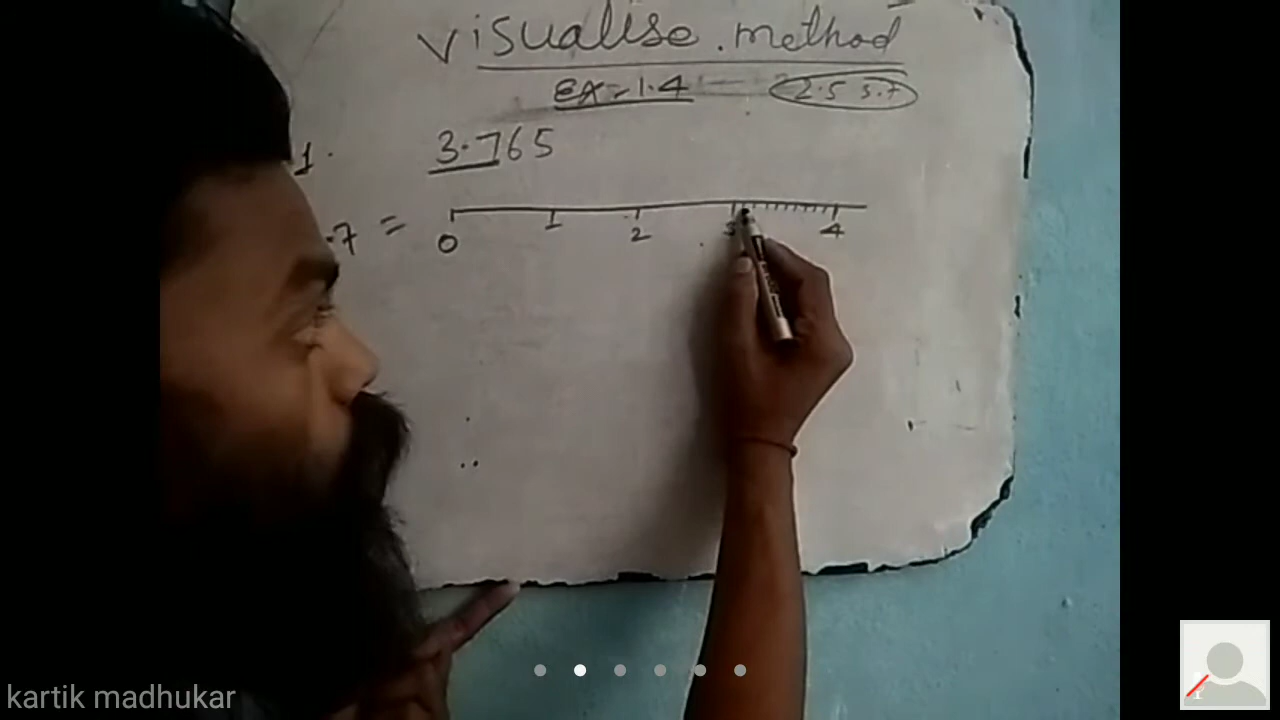 visualise .method
Ex-1.4
2.5 5.7
1. 3.765
.7 =
0 1 2 3 4
kartik madhukar